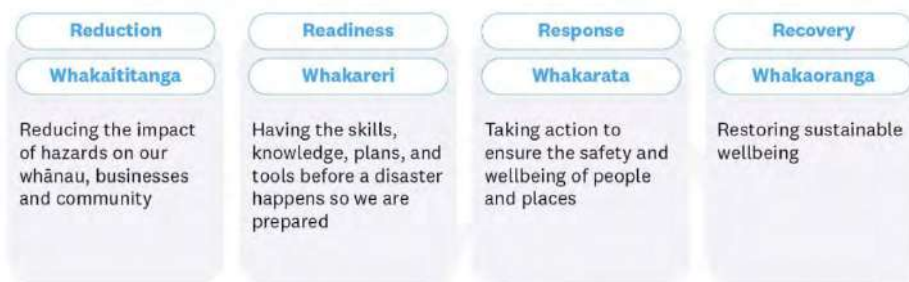 Reduction
Whakaititanga
Reducing the impact
of hazards on our
whānau, businesses
and community
Readiness
Whakareri
Having the skills,
knowledge, plans, and
tools before a disaster
happens so we are
prepared
Response
Whakarata
Taking action to
ensure the safety and
wellbeing of people
and places
Recovery
Whakaoranga
Restoring sustainable
wellbeing